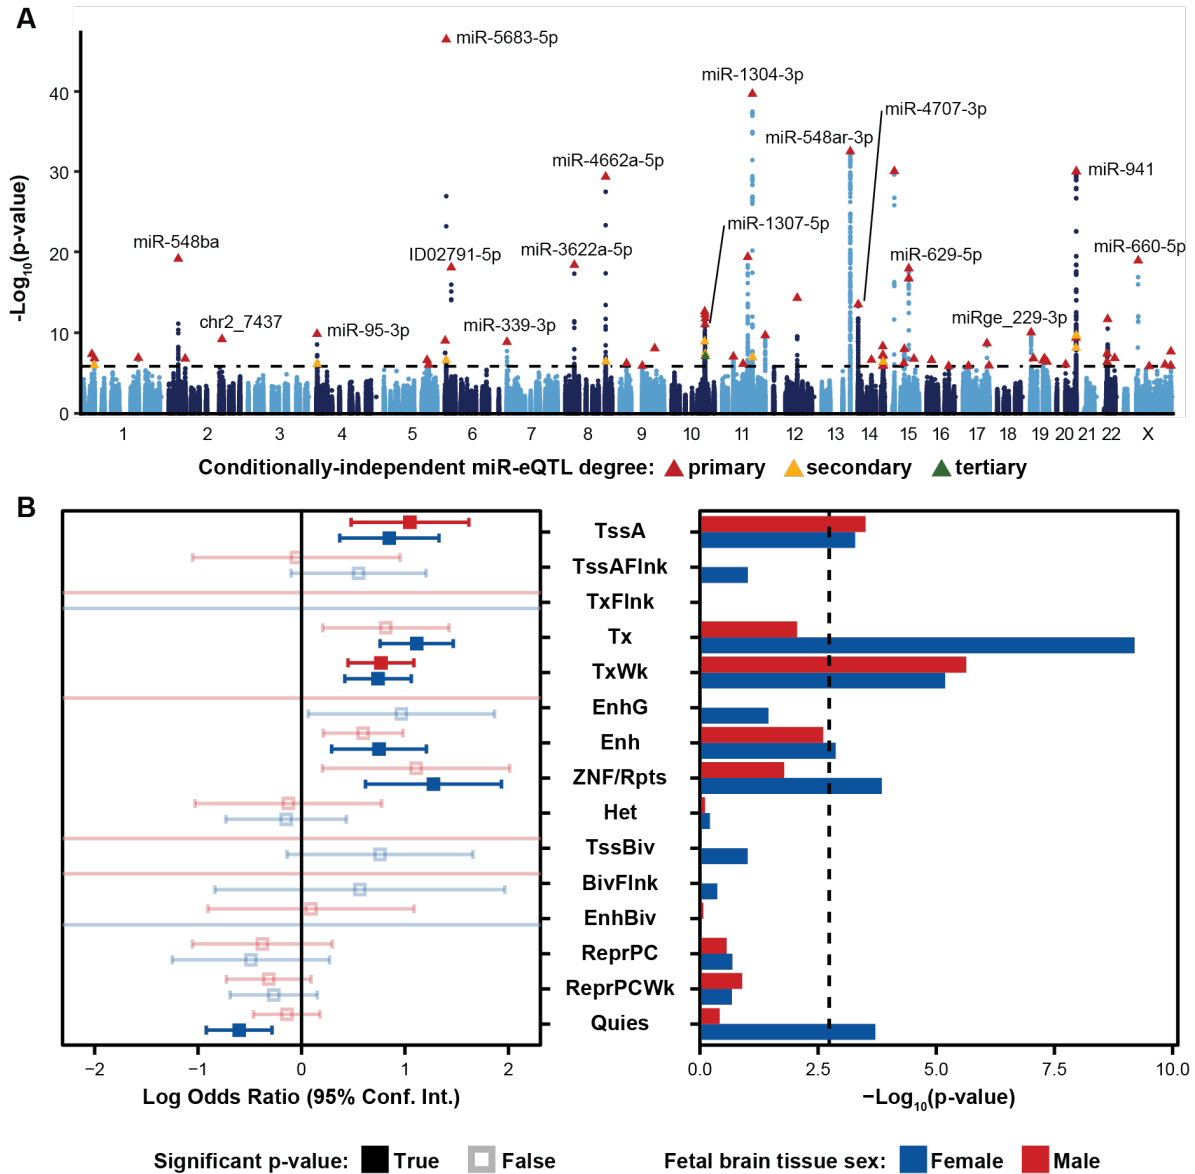 A
-Log10(p-value)
40
30
20
10
0
miR-5683-5p
miR-1304-3p
miR-4707-3p
miR-548ar-3p
miR-4662a-5p
miR-941
miR-1307-5p
miR-548ba
ID02791-5p
miR-3622a-5p
miR-629-5p
miR-660-5p
chr2_7437
miR-95-3p
miR-339-3p
miRge_229-3p
1 2 3 4 5 6 7 8 9 10 11 12 13 14 15 16 17 18 19 20 21 22 X
Conditionally-independent miR-eQTL degree: primary secondary tertiary
B
TssA
TssAFlnk
TxFlnk
Tx
TxWk
EnhG
Enh
ZNF/Rpts
Het
TssBiv
BivFlnk
EnhBiv
ReprPC
ReprPCWk
Quies
−2 −1 0 1 2
0.0 2.5 5.0 7.5 10.0
Log Odds Ratio (95% Conf. Int.)
−Log10(p-value)
Significant p-value: True False
Fetal brain tissue sex: Female Male